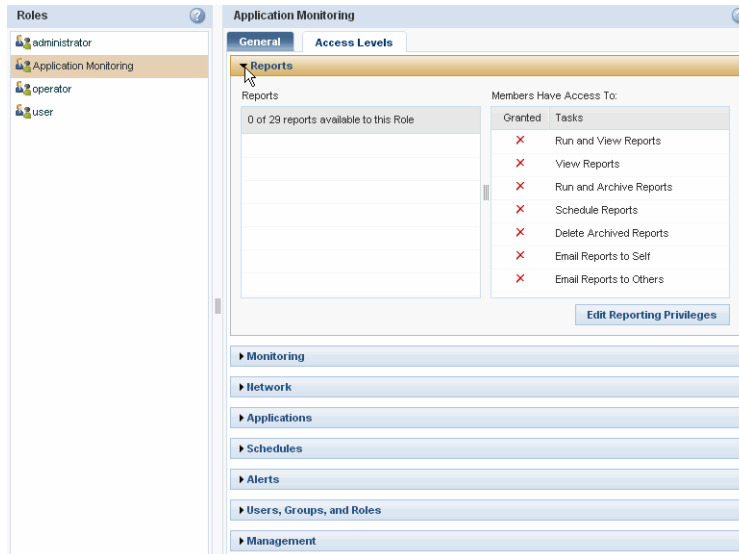 Roles
administrator
Application Monitoring
operator
user
Application Monitoring
General
Access Levels
Reports
Reports
0 of 29 reports available to this Role
Members Have Access To:
Granted Tasks
Run and View Reports
View Reports
Run and Archive Reports
Schedule Reports
Delete Archived Reports
Email Reports to Self
Email Reports to Others
Edit Reporting Privileges
Monitoring
Network
Applications
Schedules
Alerts
Users, Groups, and Roles
Management